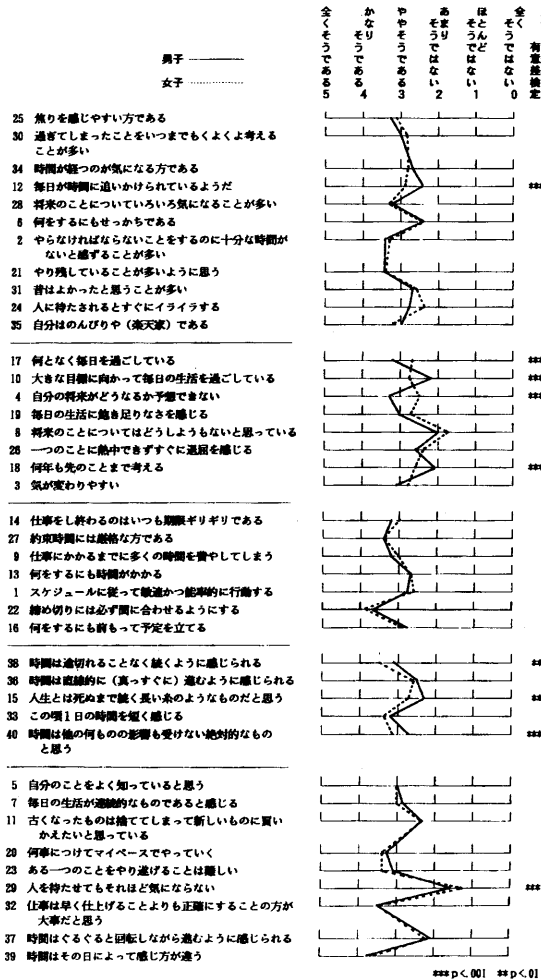 全くそうである 5
かなりそうである 4
ややそうである 3
あまりそうではない 2
ほとんどそうではない 1
全くそうではない 0
有意差検定
男子
女子
25 焦りを感じやすい方である
30 過ぎてしまったことをいつまでもくよくよ考える
ことが多い
34 時間が経つのが気になる方である
12 毎日が時間に追いかけられているようだ ***
28 将来のことについていろいろ気になることが多い
6 何をするにもせっかちである
2 やらなければならないことをするのに十分な時間が
ないと感ずることが多い
21 やり残していることが多いように思う
31 昔はよかったと思うことが多い
24 人に待たされるとすぐにイライラする
35 自分はのんびりや(楽天家)である
17 何となく毎日を過ごしている ***
10 大きな目標に向かって毎日の生活を過ごしている ***
4 自分の将来がどうなるか予想できない ***
19 毎日の生活に飽き足りなさを感じる
8 将来のことについてはどうしようもないと思っている
26 一つのことに熱中できずすぐに退屈を感じる
18 何年も先のことまで考える ***
3 気が変わりやすい
14 仕事をし終わるのはいつも期限ギリギリである
27 約束時間には厳格な方である
9 仕事にかかるまでに多くの時間を費やしてしまう
13 何をするにも時間がかかる
1 スケジュールに従って敏速かつ能率的に行動する
22 締め切りには必ず間に合わせるようにする
16 何をするにも前もって予定を立てる
38 時間は途切れることなく続くように感じられる **
36 時間は直線的に(真っすぐに)進むように感じられる
15 人生とは死ぬまで続く長い糸のようなものだと思う **
33 この頃1日の時間を短く感じる
40 時間は他の何ものの影響も受けない絶対的なもの ***
と思う
5 自分のことをよく知っていると思う
7 毎日の生活が連続的なものであると感じる
11 古くなったものは捨ててしまって新しいものに買い
かえたいと思っている
20 何事につけてマイペースでやっていく
23 ある一つのことをやり遂げることは難しい
29 人を待たせてもそれほど気にならない ***
32 仕事は早く仕上げることよりも正確にすることの方が
大事だと思う
37 時間はぐるぐると回転しながら進むように感じられる
39 時間はその日によって感じ方が違う
*** p<.001 ** p<.01